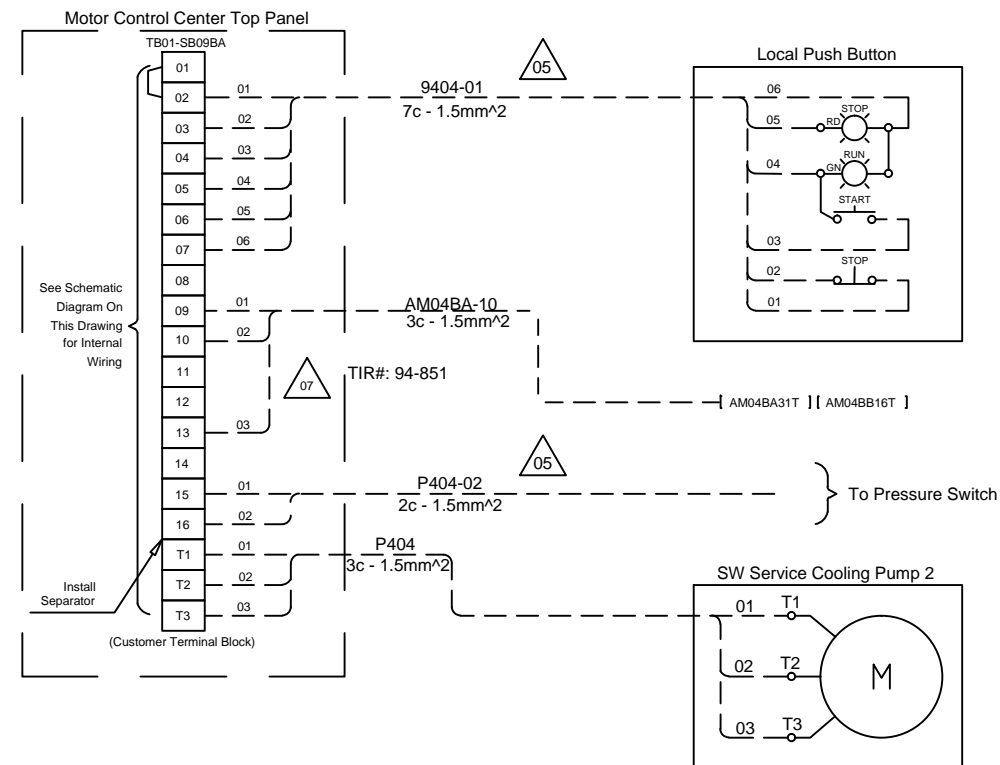 Motor Control Center Top Panel
TB01-SB09BA
01
02
03
04
05
06
07
08
09
10
11
12
13
14
15
16
T1
T2
T3
(Customer Terminal Block)
See Schematic
Diagram On
This Drawing
for Internal
Wiring
Install
Separator
01
02
03
04
05
06
01
02
03
01
02
01
02
03
9404-01
7c - 1.5mm^2
05
AM04BA-10
3c - 1.5mm^2
07
TIR#: 94-851
[ AM04BA31T ] [ AM04BB16T ]
05
P404-02
2c - 1.5mm^2
To Pressure Switch
P404
3c - 1.5mm^2
Local Push Button
06
STOP
05
RD
RUN
04
GN
START
03
STOP
02
01
SW Service Cooling Pump 2
01
T1
02
T2
03
T3
M